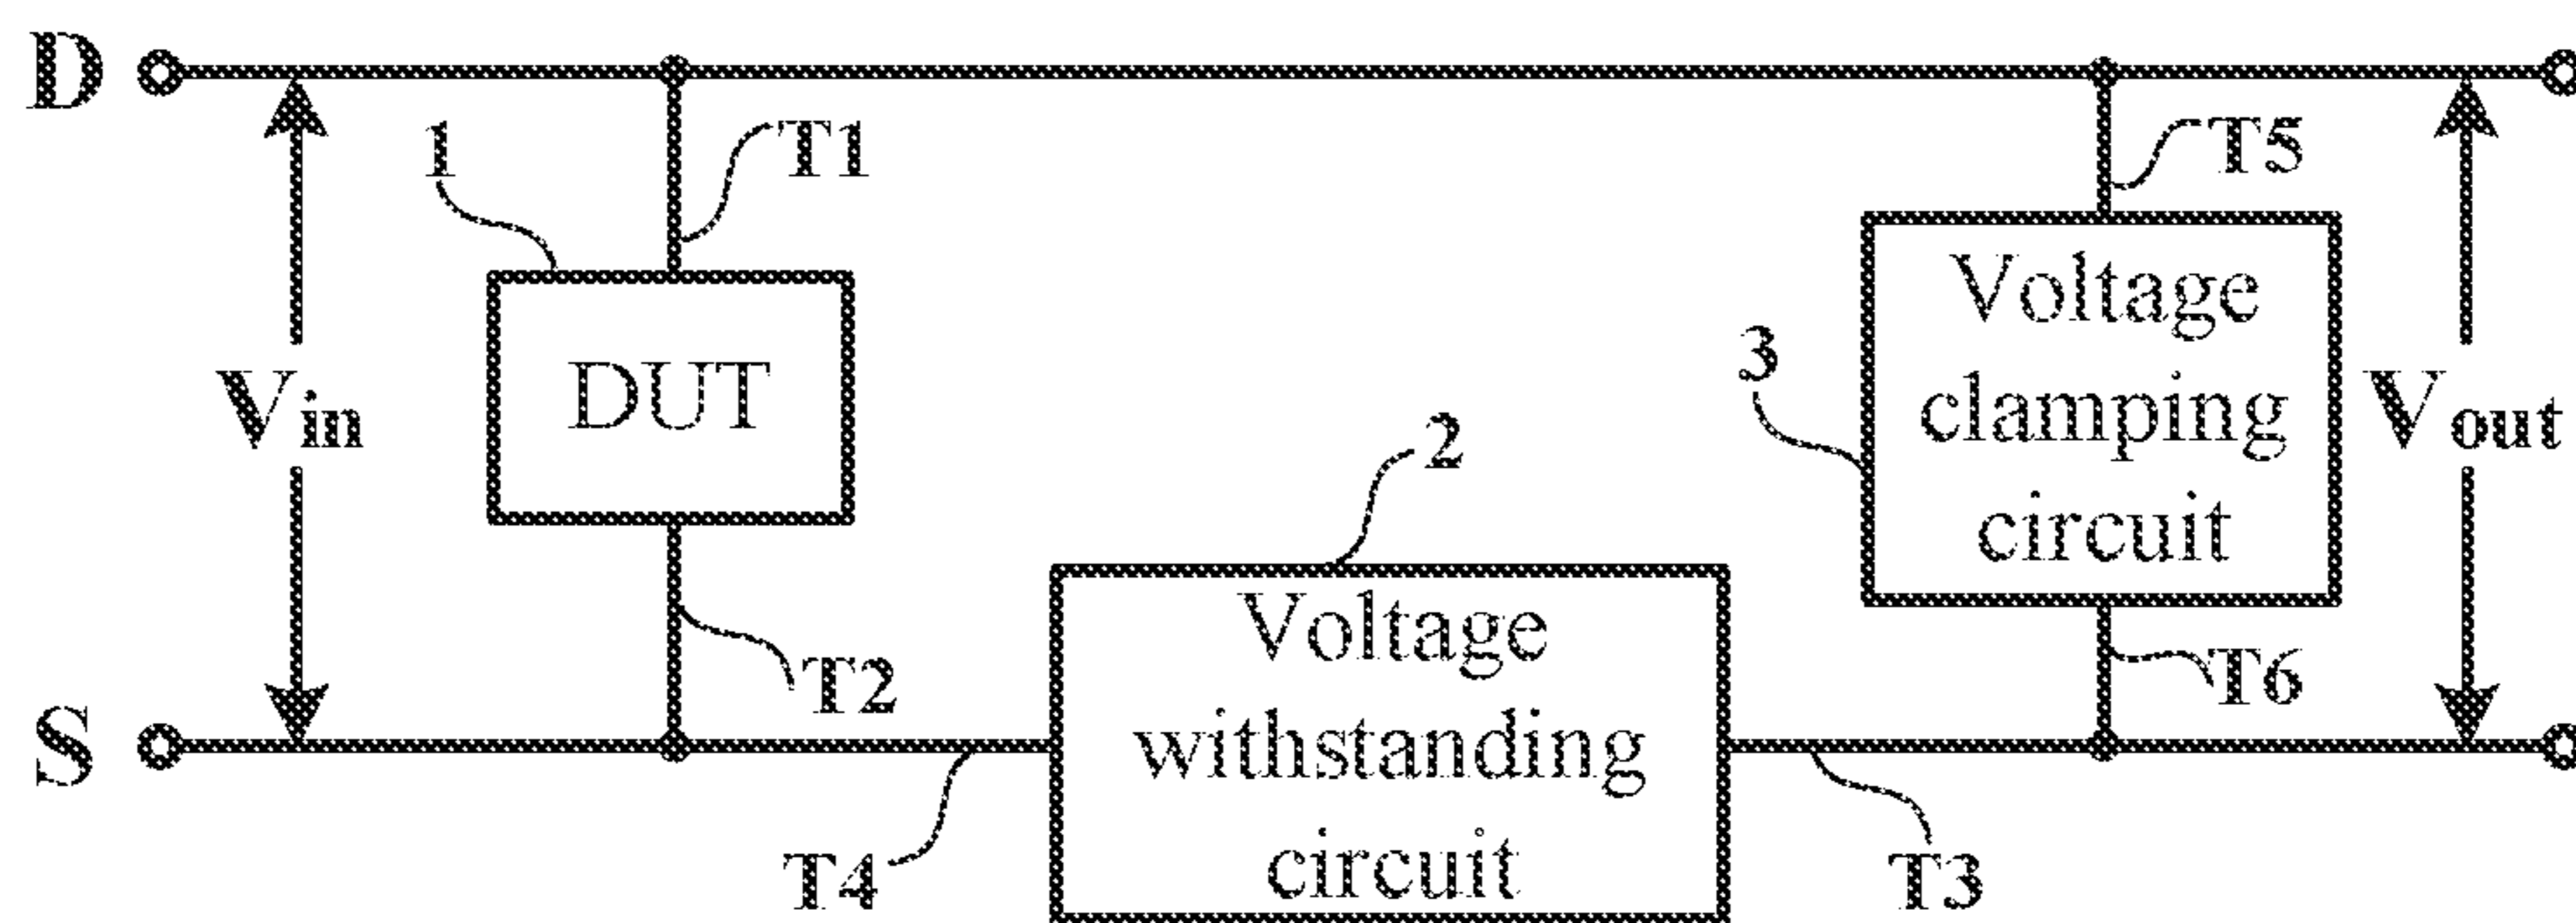 D
1
T1
T5
Vin
DUT
Voltage
clamping
circuit
3
Vout
2
T2
T6
S
Voltage
withstanding
circuit
T4
T3